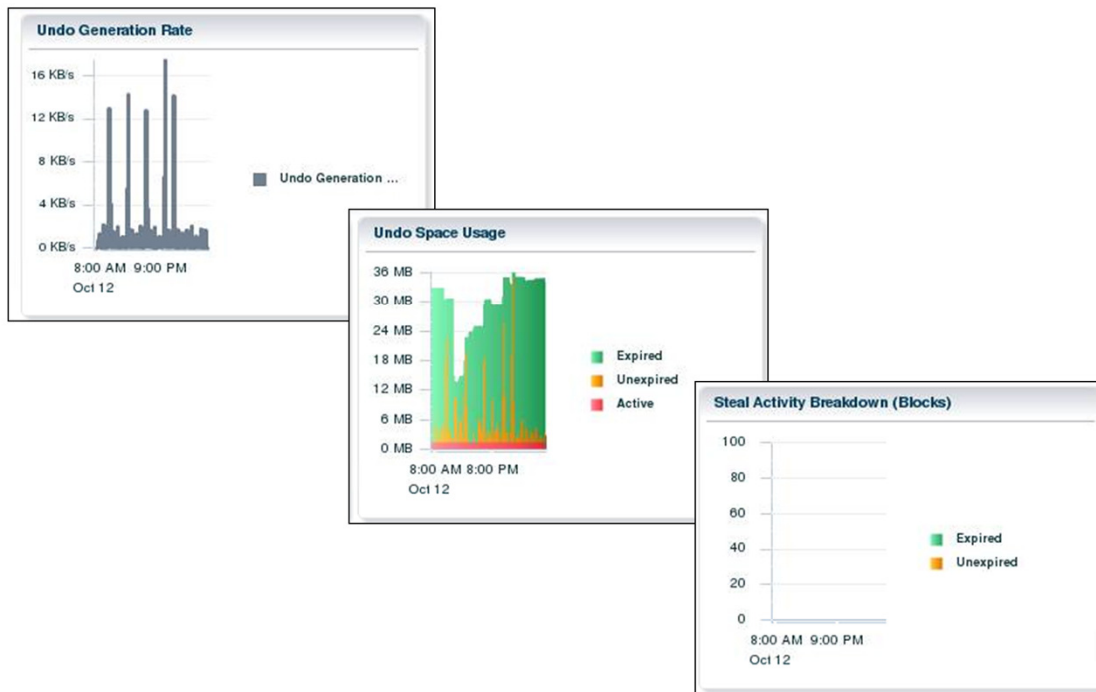 Undo Generation Rate
16 KB/s
12 KB/s
8 KB/s
4 KB/s
0 KB/s
8:00 AM 9:00 PM
Oct 12
Undo Generation ...
Undo Space Usage
36 MB
30 MB
24 MB
18 MB
12 MB
6 MB
0 MB
8:00 AM 8:00 PM
Oct 12
Expired
Unexpired
Active
Steal Activity Breakdown (Blocks)
100
80
60
40
20
0
8:00 AM 9:00 PM
Oct 12
Expired
Unexpired